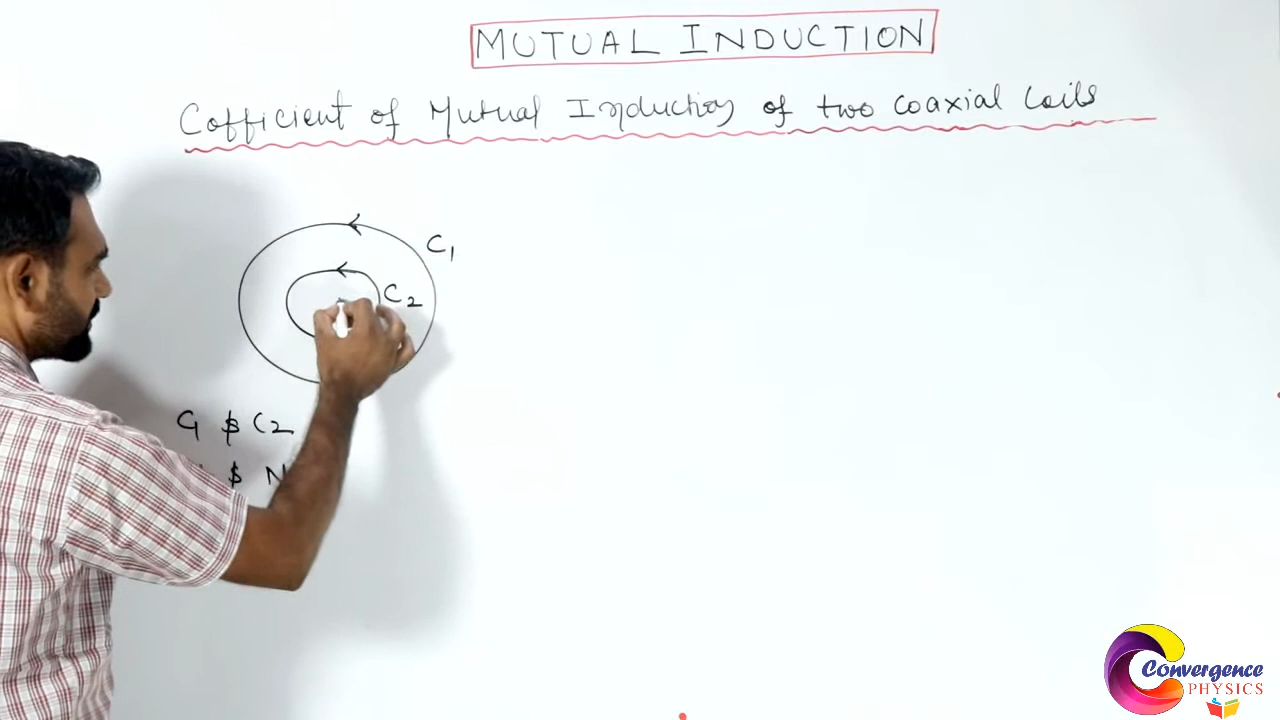 MUTUAL INDUCTION
Cofficient of Mutual Induction of two coaxial Coils
C1
C2
C1 & C2
& N
Convergence
PHYSICS